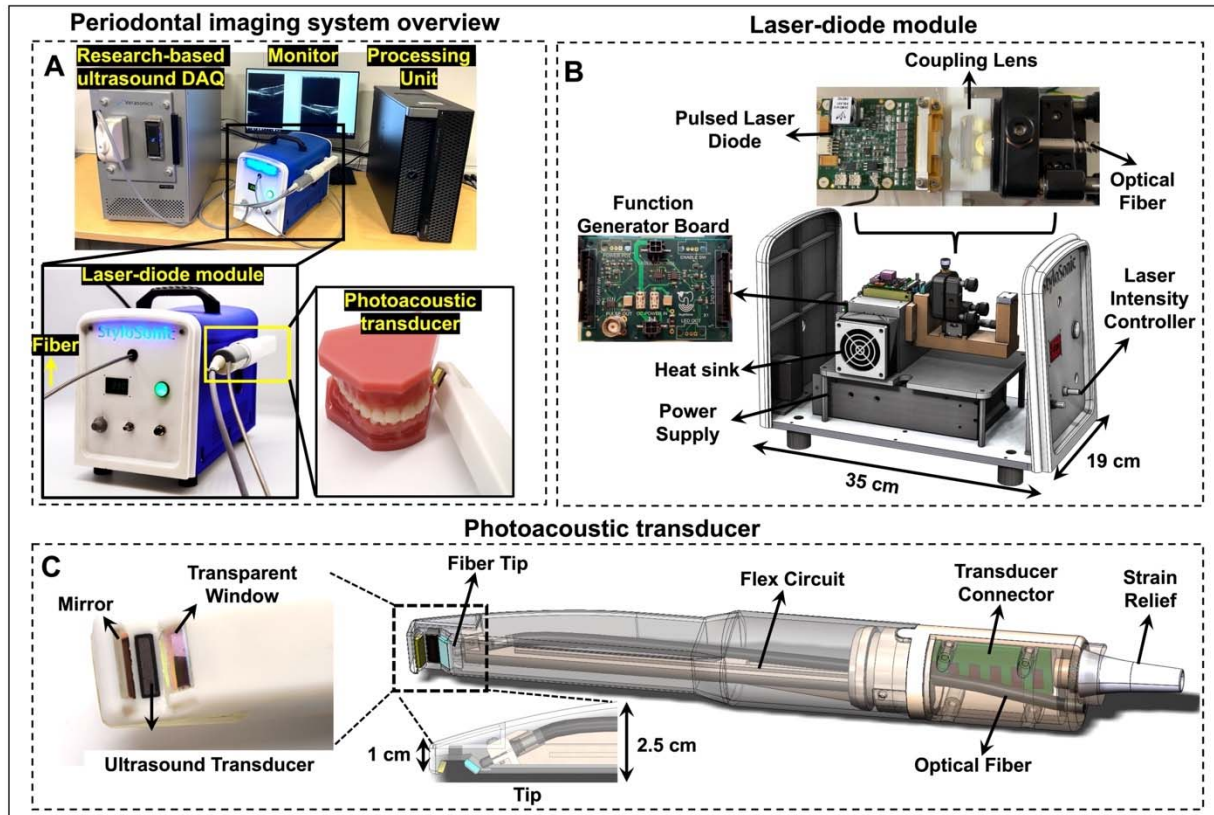 Periodontal imaging system overview
A
Research-based
ultrasound DAQ
Monitor
Processing
Unit
Laser-diode module
StyloSonic
Fiber
Photoacoustic
transducer
Laser-diode module
B
Coupling Lens
Pulsed Laser
Diode
Optical
Fiber
Function
Generator Board
Laser
Intensity
Controller
StyloSonic
Heat sink
Power
Supply
35 cm
19 cm
Photoacoustic transducer
C
Mirror
Transparent
Window
Ultrasound Transducer
Fiber Tip
Flex Circuit
Transducer
Connector
Strain
Relief
1 cm
2.5 cm
Tip
Optical Fiber